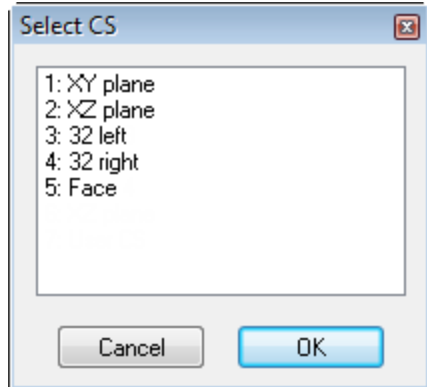 Select CS
1: XY plane
2: XZ plane
3: 32 left
4: 32 right
5: Face
Cancel
OK